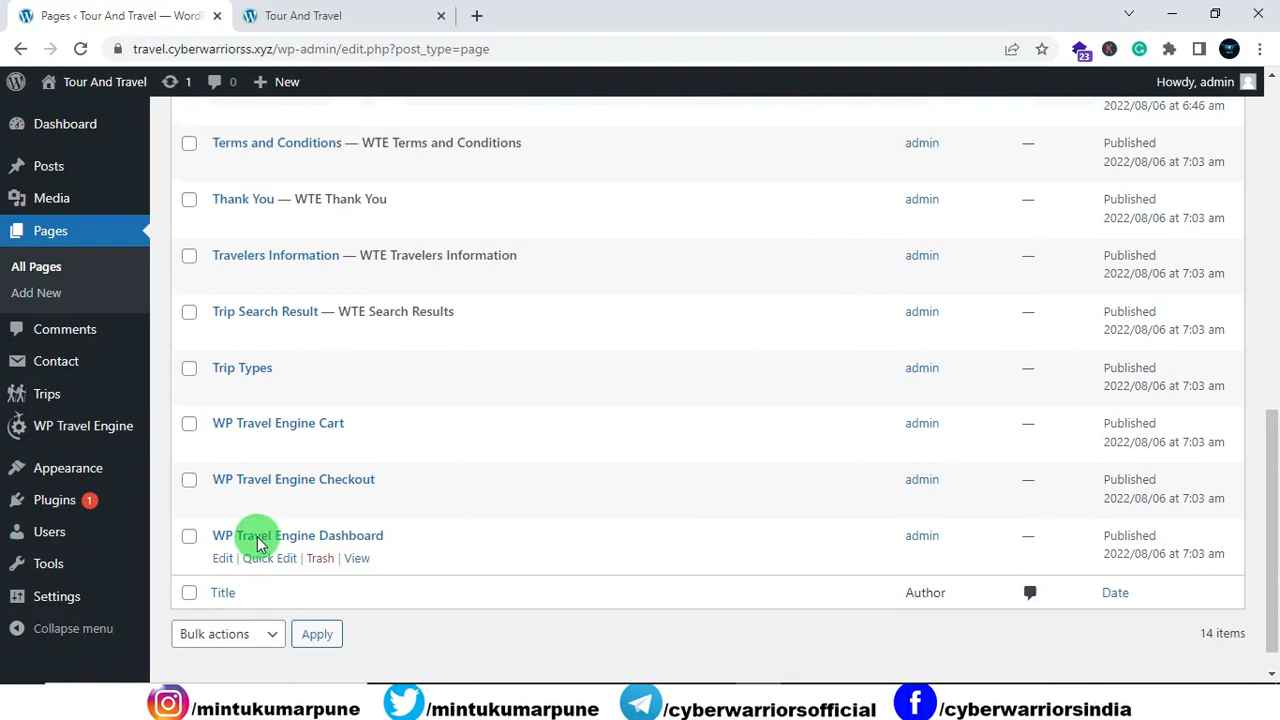 Pages ‹ Tour And Travel — Word
Tour And Travel
travel.cyberwarriorss.xyz/wp-admin/edit.php?post_type=page
23
K
G
Tour And Travel
1
0
New
Howdy, admin
Dashboard
Posts
Media
Pages
All Pages
Add New
Comments
Contact
Trips
WP Travel Engine
Appearance
Plugins 1
Users
Tools
Settings
Collapse menu
2022/08/06 at 6:46 am
Terms and Conditions — WTE Terms and Conditions
admin
—
Published
2022/08/06 at 7:03 am
Thank You — WTE Thank You
admin
—
Published
2022/08/06 at 7:03 am
Travelers Information — WTE Travelers Information
admin
—
Published
2022/08/06 at 7:03 am
Trip Search Result — WTE Search Results
admin
—
Published
2022/08/06 at 7:03 am
Trip Types
admin
—
Published
2022/08/06 at 7:03 am
WP Travel Engine Cart
admin
—
Published
2022/08/06 at 7:03 am
WP Travel Engine Checkout
admin
—
Published
2022/08/06 at 7:03 am
WP Travel Engine Dashboard
Edit | Quick Edit | Trash | View
admin
—
Published
2022/08/06 at 7:03 am
Title
Author
Date
Bulk actions
Apply
14 items
/mintukumarpune
/mintukumarpune
/cyberwarriorsofficial
/cyberwarriorsindia